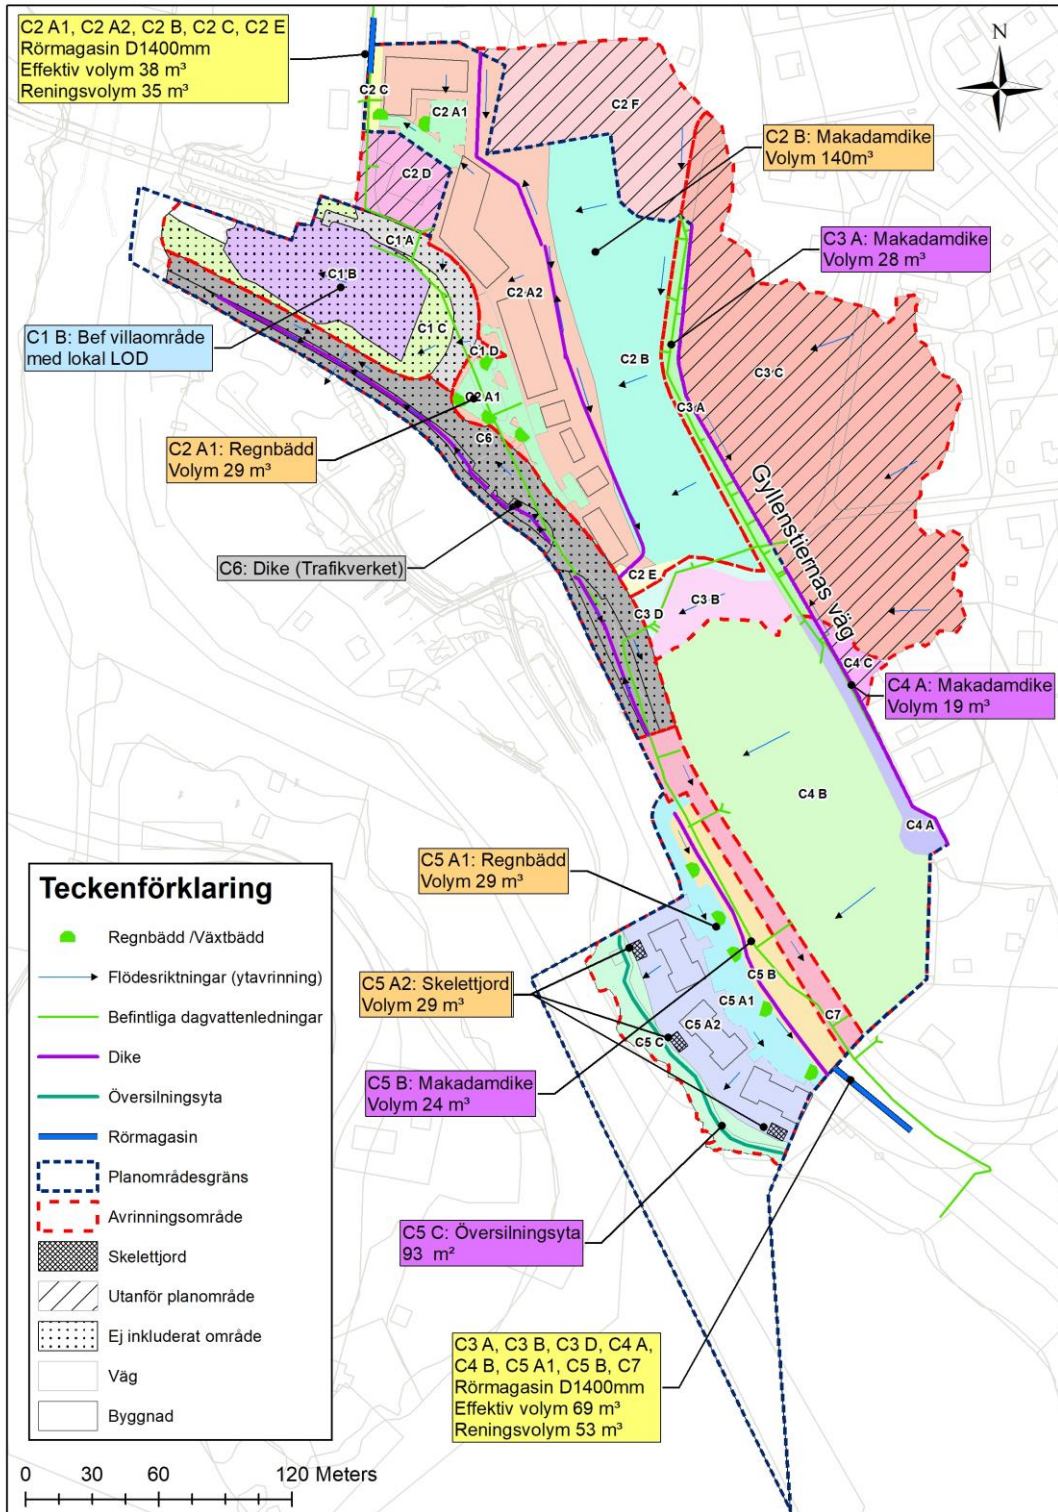 C2 A1, C2 A2, C2 B, C2 C, C2 E
Rörmagasin D1400mm
Effektiv volym 38 m³
Reningsvolym 35 m³
N
C2 C
C2 A1
C2 F
C2 B: Makadamdike
Volym 140m³
C2 D
C3 A: Makadamdike
Volym 28 m³
C1 A
C1 B
C2 A2
C1 B: Bef villaområde
med lokal LOD
C1 C
C1 D
C2 B
C3 C
C2 A1
C3 A
C6
C2 A1: Regnbädd
Volym 29 m³
Gyllenstiernas väg
C6: Dike (Trafikverket)
C2 E
C3 B
C3 D
C4 C
C4 A: Makadamdike
Volym 19 m³
C4 B
C4 A
C5 A1: Regnbädd
Volym 29 m³
C5 A2: Skelettjord
Volym 29 m³
C5 B
C5 A1
C5 A2
C7
C5 C
C5 B: Makadamdike
Volym 24 m³
C5 C: Översilningsyta
93 m²
C3 A, C3 B, C3 D, C4 A,
C4 B, C5 A1, C5 B, C7
Rörmagasin D1400mm
Effektiv volym 69 m³
Reningsvolym 53 m³
Teckenförklaring
Regnbädd /Växtbädd
Flödesriktningar (ytavrinning)
Befintliga dagvattenledningar
Dike
Översilningsyta
Rörmagasin
Planområdesgräns
Avrinningsområde
Skelettjord
Utanför planområde
Ej inkluderat område
Väg
Byggnad
0 30 60 120 Meters